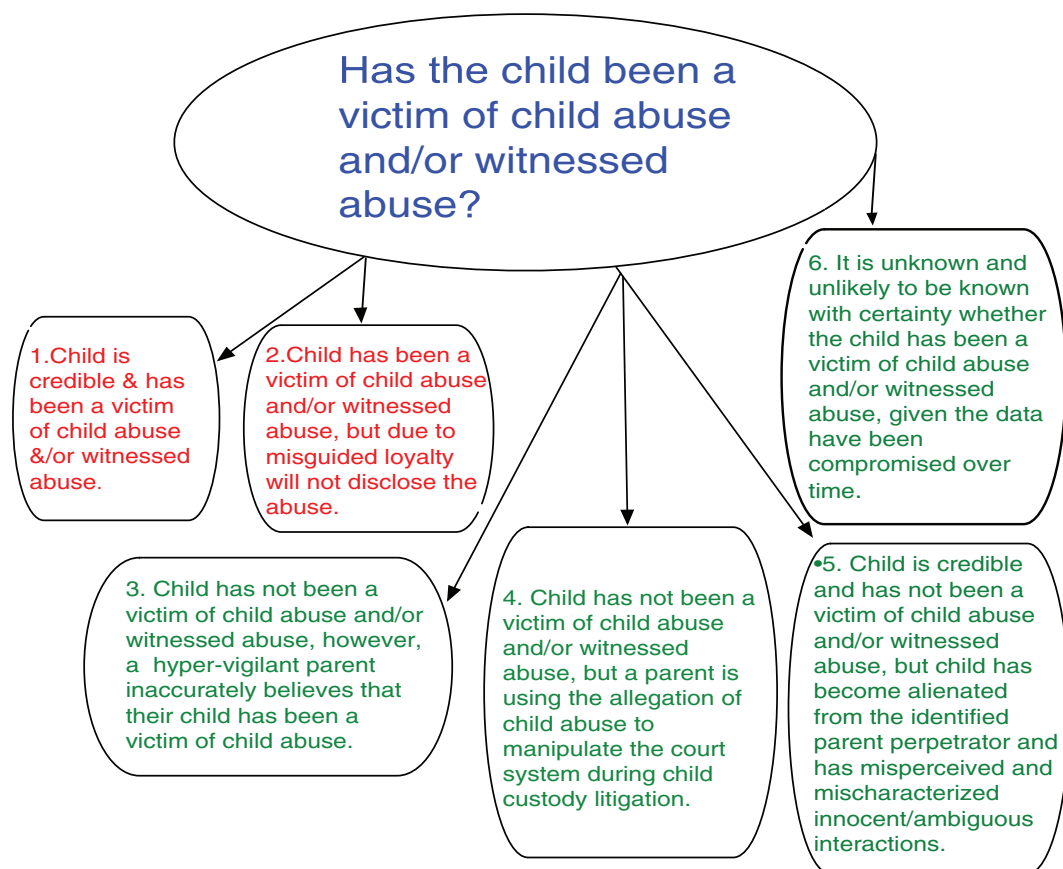 Has the child been a
victim of child abuse
and/or witnessed
abuse?
1.Child is
credible & has
been a victim
of child abuse
&/or witnessed
abuse.
2.Child has been a
victim of child abuse
and/or witnessed
abuse, but due to
misguided loyalty
will not disclose the
abuse.
3. Child has not been a
victim of child abuse and/or
witnessed abuse, however,
a  hyper-vigilant parent
inaccurately believes that
their child has been a
victim of child abuse.
4. Child has not been a
victim of child abuse
and/or witnessed
abuse, but a parent is
using the allegation of
child abuse to
manipulate the court
system during child
custody litigation.
•5. Child is credible
and has not been a
victim of child abuse
and/or witnessed
abuse, but child has
become alienated
from the identified
parent perpetrator and
has misperceived and
mischaracterized
innocent/ambiguous
interactions.
6. It is unknown and
unlikely to be known
with certainty whether
the child has been a
victim of child abuse
and/or witnessed
abuse, given the data
have been
compromised over
time.